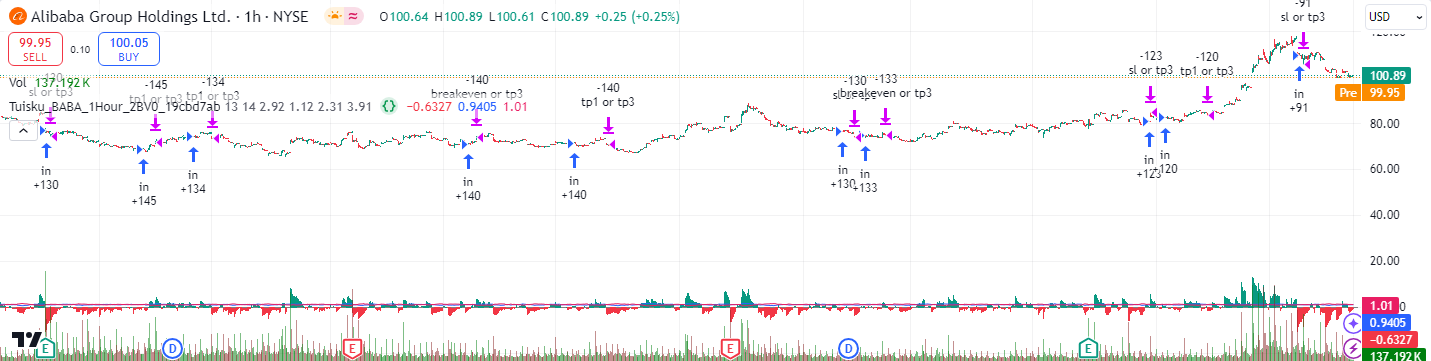 Alibaba Group Holdings Ltd. · 1h · NYSE O100.64 H100.89 L100.61 C100.89 +0.25 (+0.25%)
USD
99.95
SELL
0.10
100.05
BUY
Vol 137.192 K
Tuisku_BABA_1Hour_2BV0_19cbd7ab 13 14 2.92 1.12 2.31 3.91 −0.6327 0.9405 1.01
-130
sl or tp3
-145
tp1 or tp3
-134
tp1 or tp3
-140
breakeven or tp3
-140
tp1 or tp3
-130
-133
breakeven or tp3
-123
sl or tp3
-120
tp1 or tp3
-91
sl or tp3
in
+130
in
+145
in
+134
in
+140
in
+140
in
+130
in
+133
in
+123
+120
in
+91
120.00
100.89
Pre 99.95
80.00
60.00
40.00
20.00
1.01
0.9405
−0.6327
137.192 K
E
D
E
E
D
E